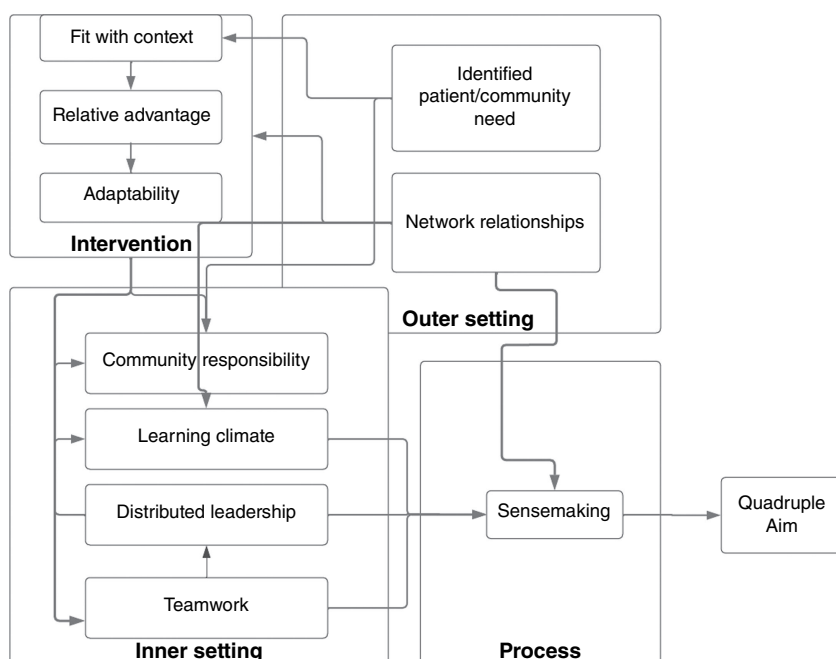 Fit with context
Relative advantage
Adaptability
Intervention
Identified
patient/community
need
Network relationships
Outer setting
Community responsibility
Learning climate
Distributed leadership
Teamwork
Inner setting
Sensemaking
Process
Quadruple
Aim